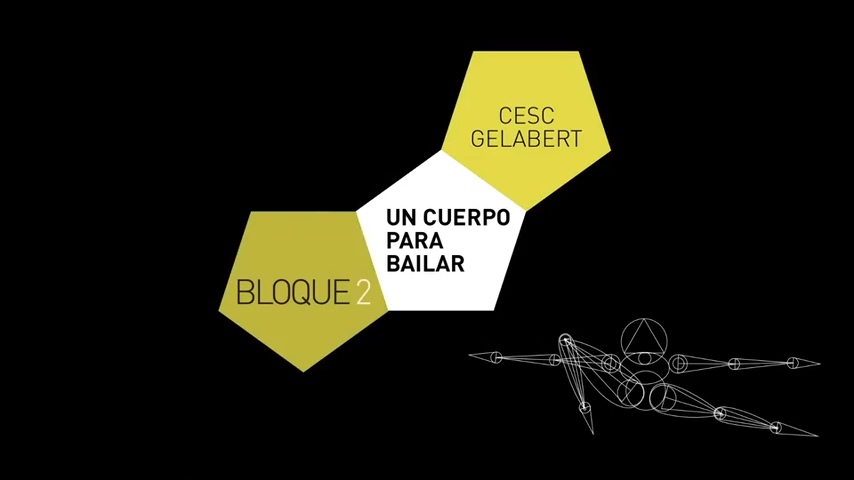 CESC
GELABERT
UN CUERPO
PARA
BAILAR
BLOQUE 2